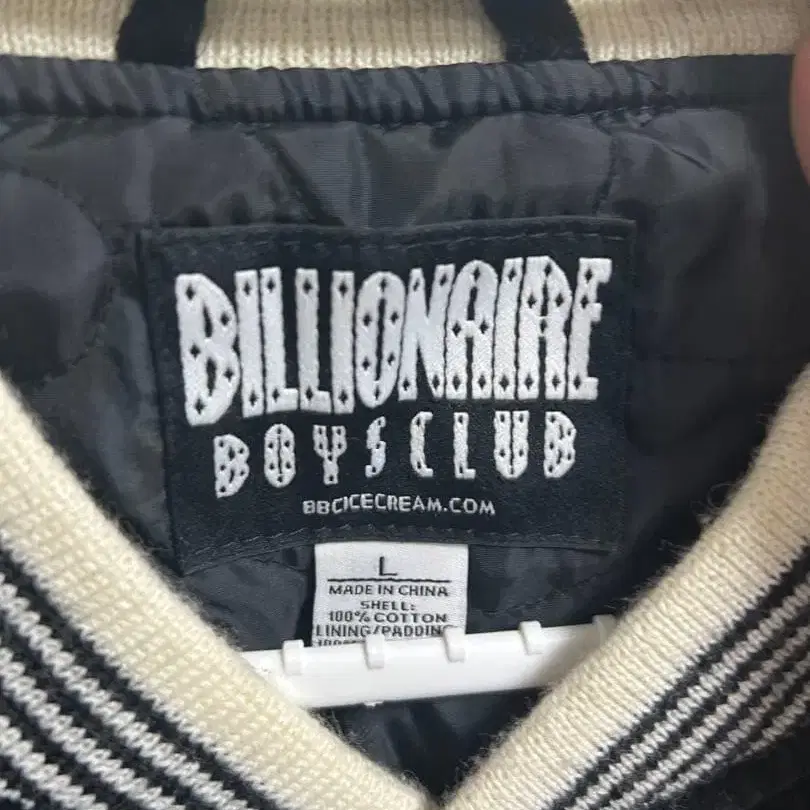 BILLIONAIRE
BOYS CLUB
BBCICECREAM.COM
L
MADE IN CHINA
SHELL:
100% COTTON
LINING/PADDING